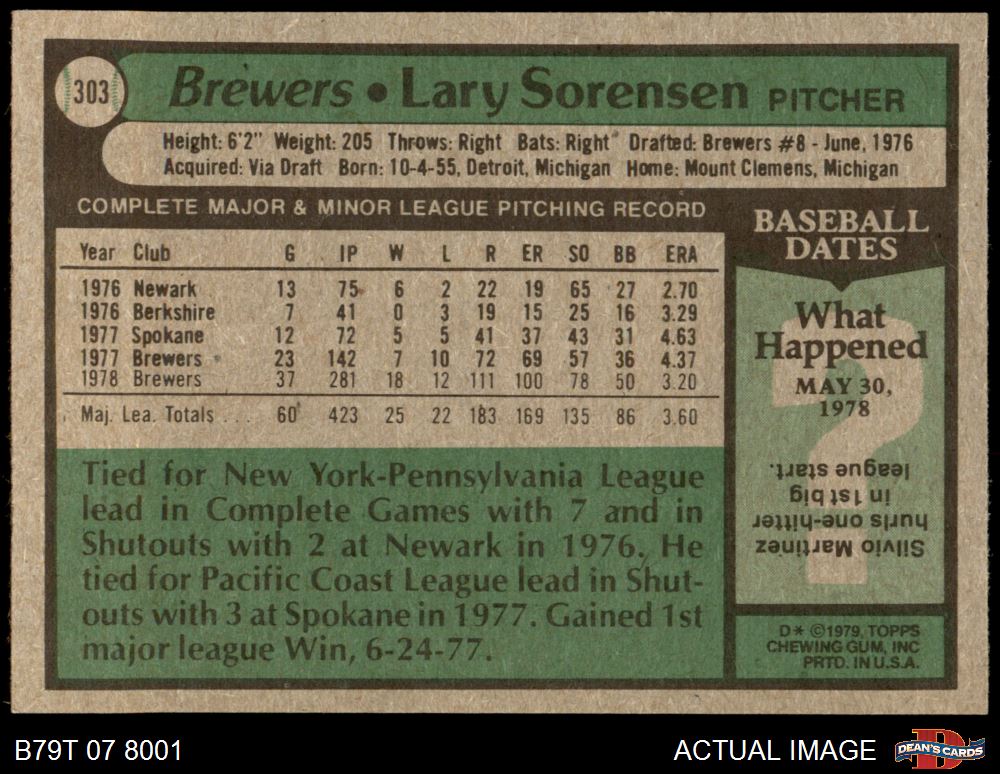 303
Brewers • Lary Sorensen PITCHER
Height: 6'2" Weight: 205 Throws: Right Bats: Right Drafted: Brewers #8 - June, 1976
Acquired: Via Draft Born: 10-4-55, Detroit, Michigan Home: Mount Clemens, Michigan
COMPLETE MAJOR & MINOR LEAGUE PITCHING RECORD
Year Club G IP W L R ER SO BB ERA
1976 Newark 13 75 6 2 22 19 65 27 2.70
1976 Berkshire 7 41 0 3 19 15 25 16 3.29
1977 Spokane 12 72 5 5 41 37 43 31 4.63
1977 Brewers 23 142 7 10 72 69 57 36 4.37
1978 Brewers 37 281 18 12 111 100 78 50 3.20
Maj. Lea. Totals . . . 60 423 25 22 183 169 135 86 3.60
Tied for New York-Pennsylvania League
lead in Complete Games with 7 and in
Shutouts with 2 at Newark in 1976. He
tied for Pacific Coast League lead in Shut-
outs with 3 at Spokane in 1977. Gained 1st
major league Win, 6-24-77.
BASEBALL
DATES
What
Happened
MAY 30,
1978
?
Silvio Martinez
hurls one-hitter
in 1st big
league start.
D* ©1979, TOPPS
CHEWING GUM, INC
PRTD. IN U.S.A.
B79T 07 8001
ACTUAL IMAGE
D
DEAN'S CARDS